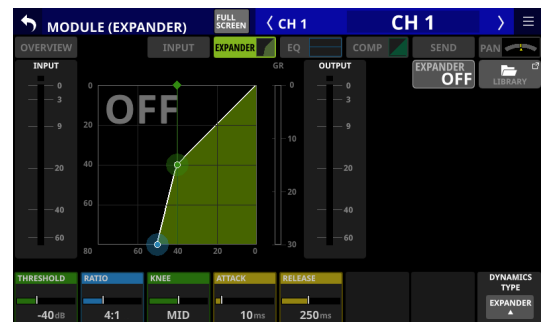 MODULE (EXPANDER)
FULL SCREEN
CH 1
CH 1
OVERVIEW
INPUT
EXPANDER
EQ
COMP
SEND
PAN
INPUT
0
3
9
20
40
60
OFF
0
20
40
60
80
60
40
20
0
GR
0
10
20
30
OUTPUT
0
3
9
20
40
60
EXPANDER
OFF
LIBRARY
THRESHOLD
-40dB
RATIO
4:1
KNEE
MID
ATTACK
10ms
RELEASE
250ms
DYNAMICS
TYPE
EXPANDER